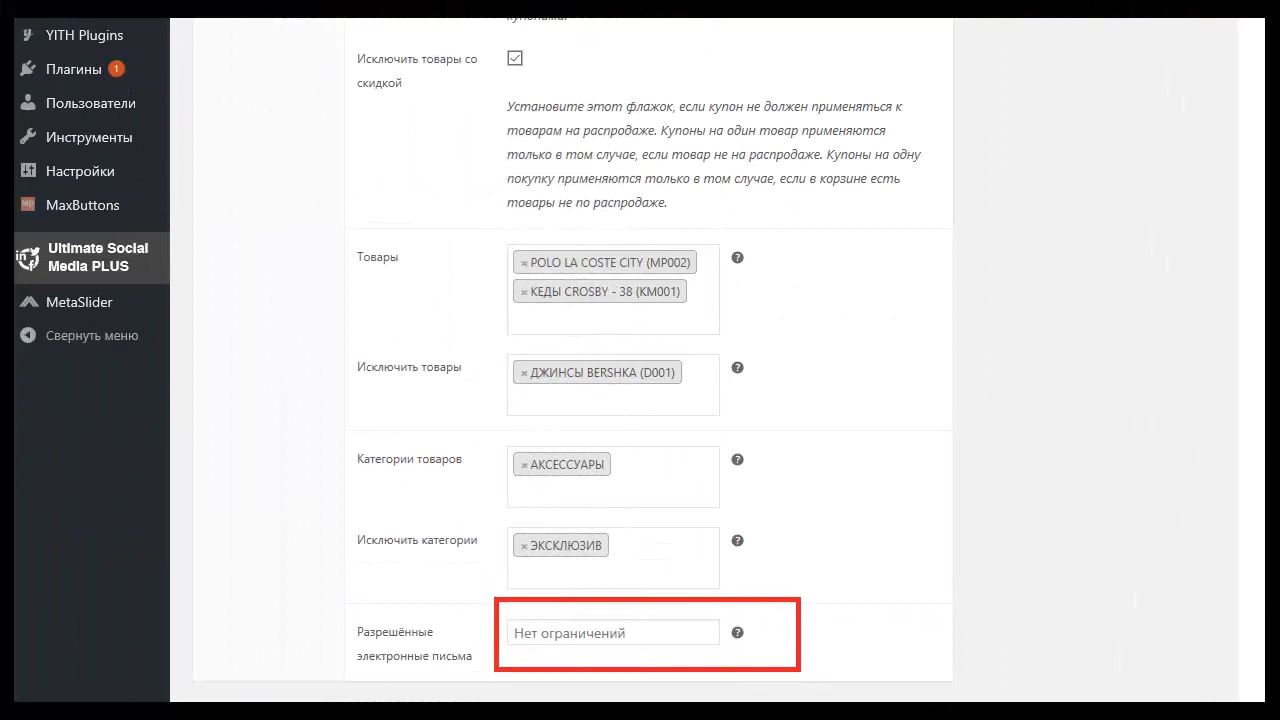 купонами.
YITH Plugins
Плагины 1
Пользователи
Инструменты
Настройки
MaxButtons
Ultimate Social
Media PLUS
MetaSlider
Свернуть меню
Исключить товары со
скидкой
Установите этот флажок, если купон не должен применяться к
товарам на распродаже. Купоны на один товар применяются
только в том случае, если товар не на распродаже. Купоны на одну
покупку применяются только в том случае, если в корзине есть
товары не по распродаже.
Товары
× POLO LA COSTE CITY (MP002)
× КЕДЫ CROSBY - 38 (KM001)
Исключить товары
× ДЖИНСЫ BERSHKA (D001)
Категории товаров
× АКСЕССУАРЫ
Исключить категории
× ЭКСКЛЮЗИВ
Разрешённые
электронные письма
Нет ограничений